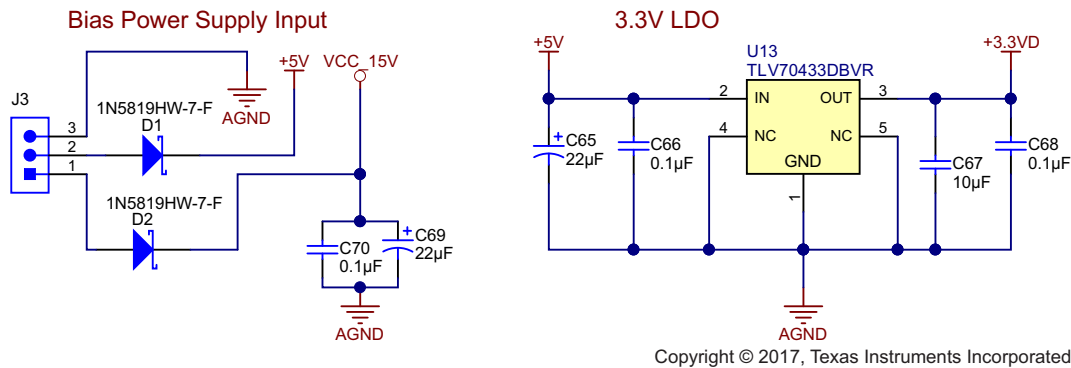 Bias Power Supply Input
+5V
VCC_15V
J3
1N5819HW-7-F
D1
AGND
3
2
1
1N5819HW-7-F
D2
C70
0.1µF
+
C69
22µF
AGND
3.3V LDO
+5V
U13
TLV70433DBVR
+3.3VD
2
IN
OUT
3
4
NC
NC
5
GND
1
+
C65
22µF
C66
0.1µF
C67
10µF
C68
0.1µF
AGND
Copyright © 2017, Texas Instruments Incorporated